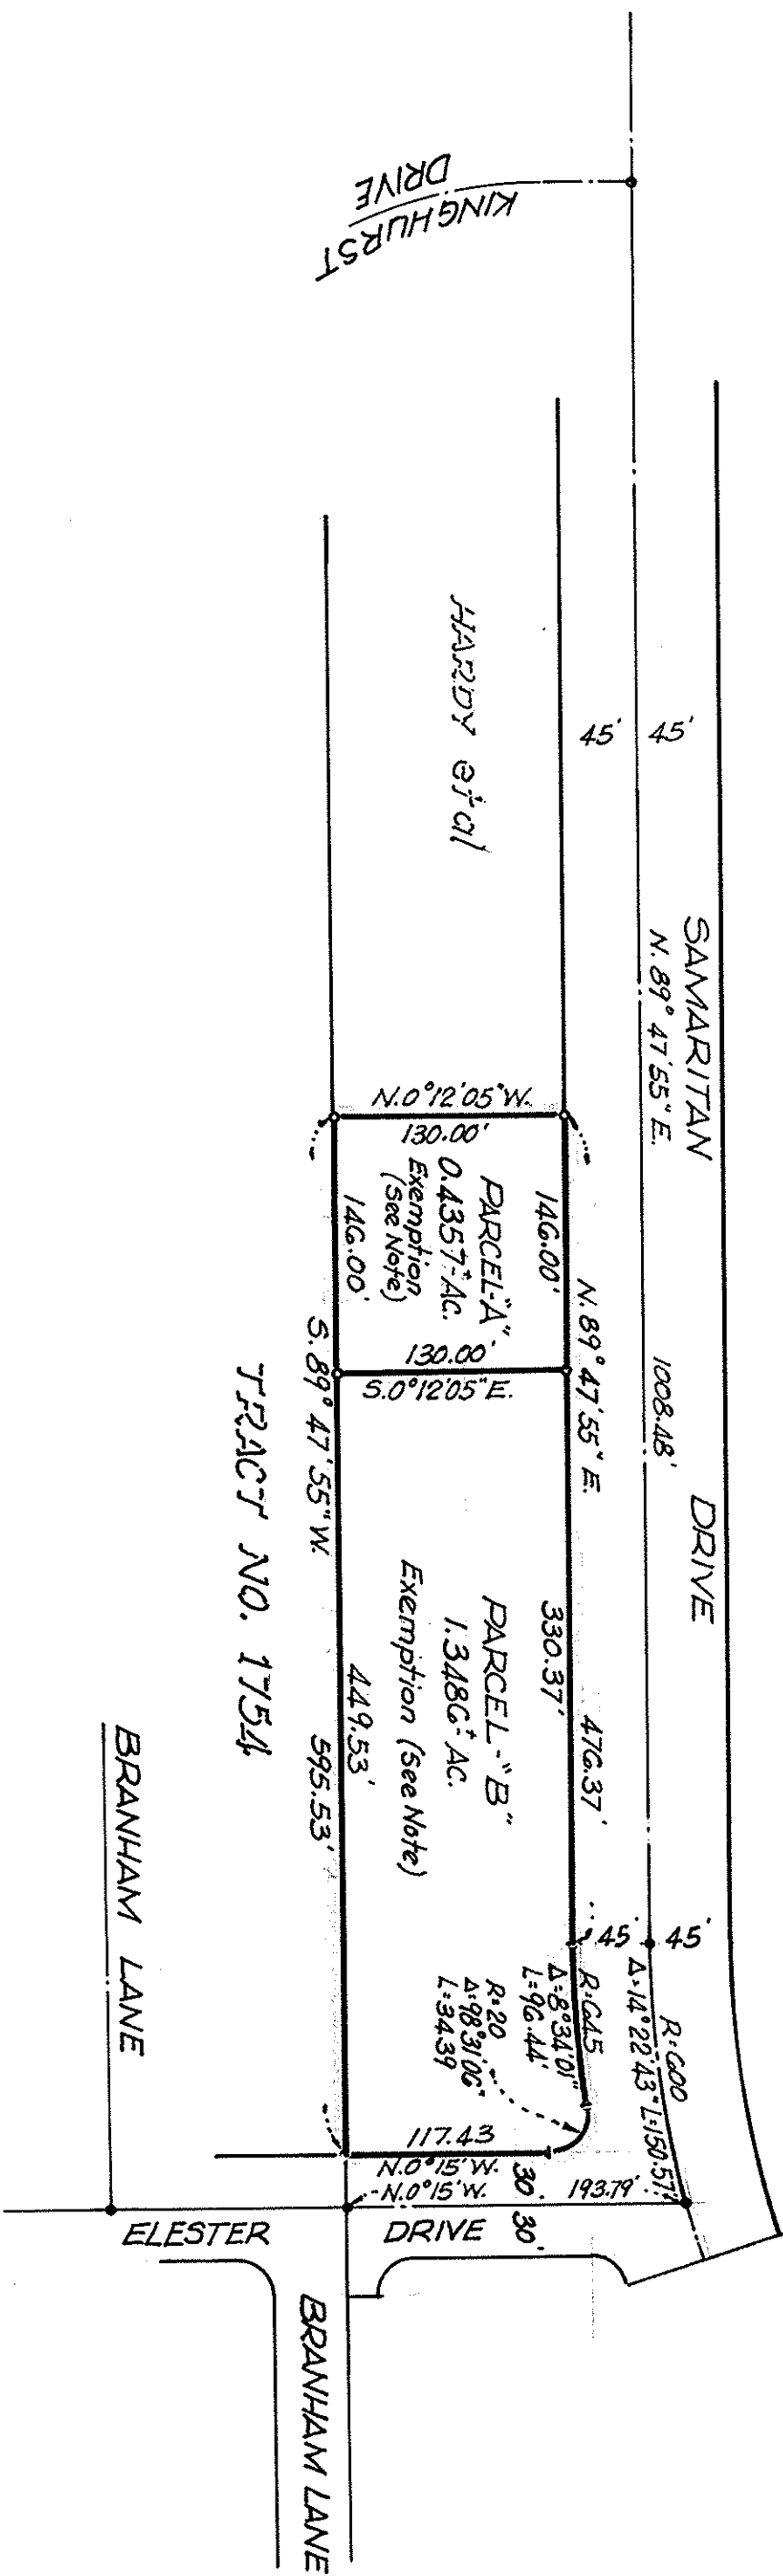 KINGHURST
DRIVE
SAMARITAN DRIVE
N. 89° 47' 55" E.
1008.48'
45'
45'
HARDY et al
N. 0° 12' 05" W.
130.00'
PARCEL-"A"
0.4357± AC.
Exemption
(See Note)
146.00'
146.00'
130.00'
S. 0° 12' 05" E.
N. 89° 47' 55" E.
476.37'
330.37'
PARCEL-"B"
1.3486± AC.
Exemption (See Note)
449.53'
S. 89° 47' 55" W.
595.53'
TRACT NO. 1754
45'
45'
R=600
Δ=14° 22' 43" L=150.57'
R=645
Δ=8° 34' 01"
L=96.44'
R=20
Δ=98° 31' 06"
L=34.39
117.43
N. 0° 15' W.
N. 0° 15' W.
30'
30'
193.79'
ELESTER DRIVE
BRANHAM LANE
BRANHAM LANE